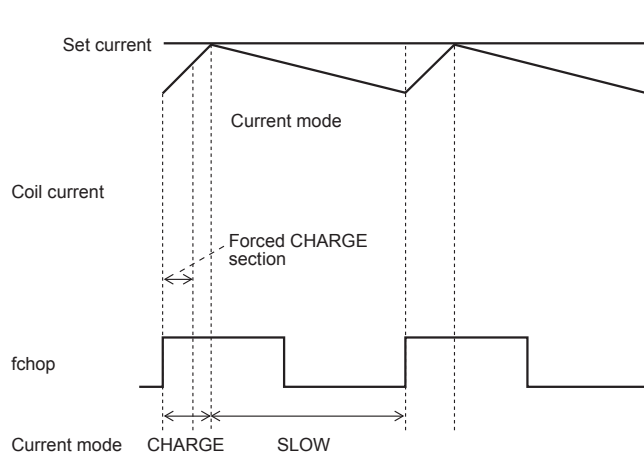 Set current
Current mode
Coil current
Forced CHARGE
section
fchop
Current mode CHARGE SLOW